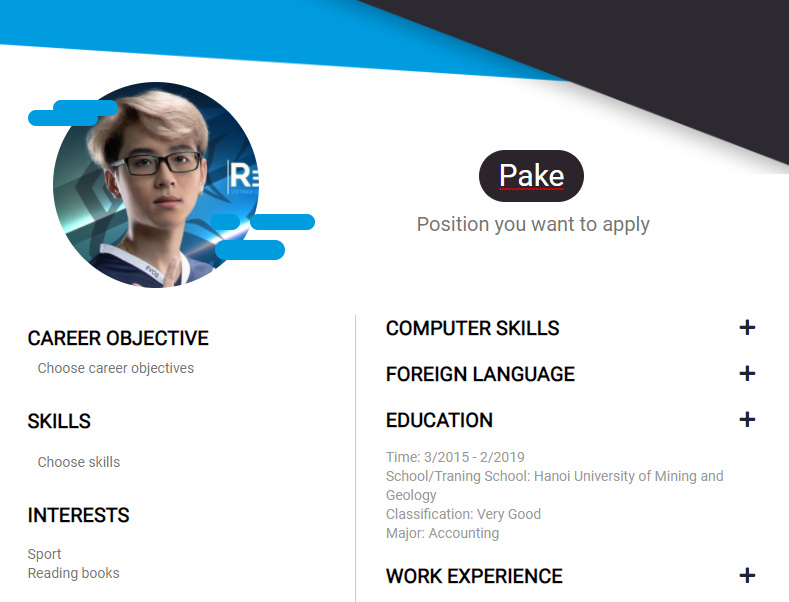 Pake
Position you want to apply
CAREER OBJECTIVE
Choose career objectives
SKILLS
Choose skills
INTERESTS
Sport
Reading books
COMPUTER SKILLS
FOREIGN LANGUAGE
EDUCATION
Time: 3/2015 - 2/2019
School/Traning School: Hanoi University of Mining and
Geology
Classification: Very Good
Major: Accounting
WORK EXPERIENCE